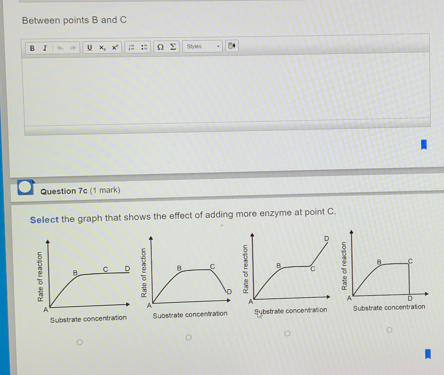 Between points B and C
B I U x₂ x² Ω Σ Styles
Question 7c (1 mark)
Select the graph that shows the effect of adding more enzyme at point C.
Rate of reaction
A B C D
Substrate concentration
Rate of reaction
A B C D
Substrate concentration
Rate of reaction
A B C D
Substrate concentration
Rate of reaction
A B C D
Substrate concentration